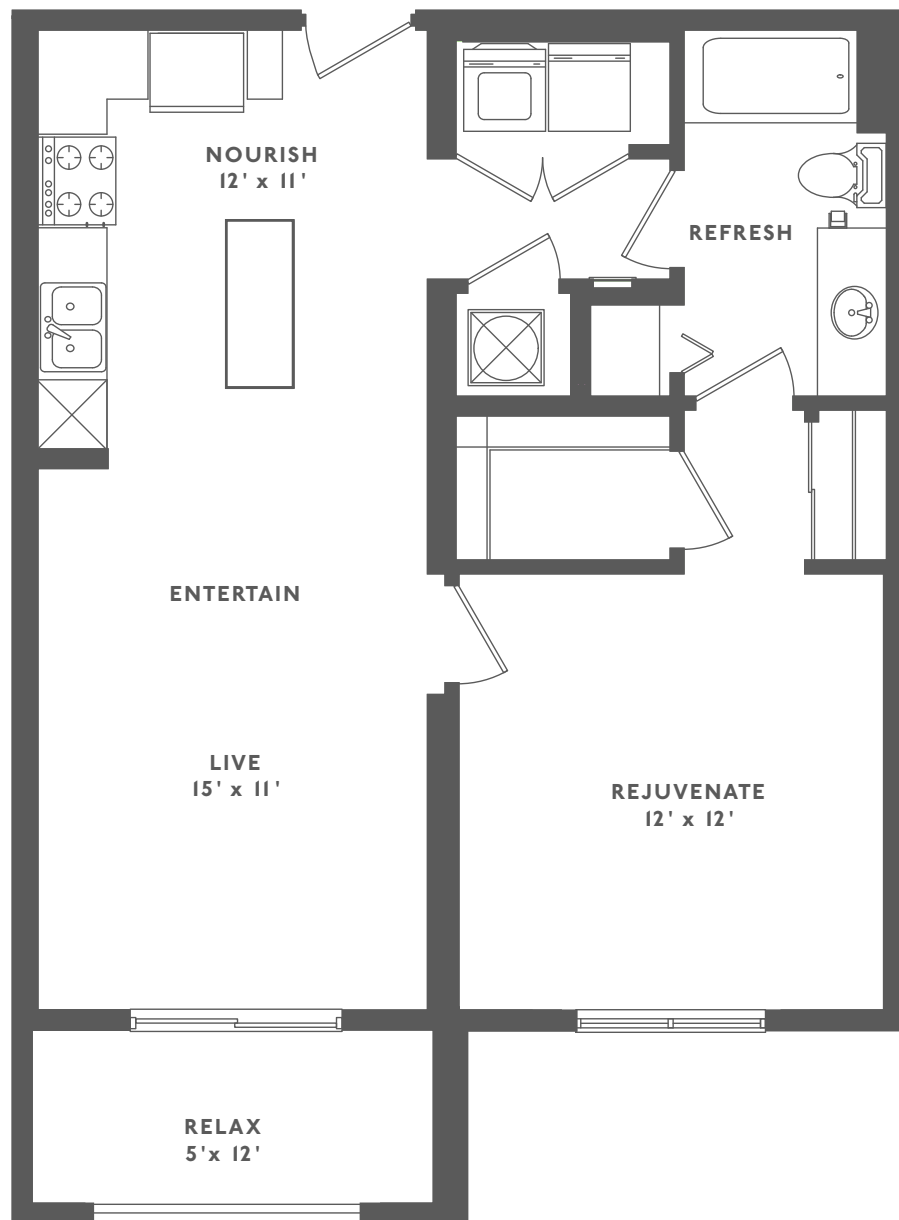 NOURISH
12' x 11'
REFRESH
ENTERTAIN
LIVE
15' x 11'
REJUVENATE
12' x 12'
RELAX
5'x 12'